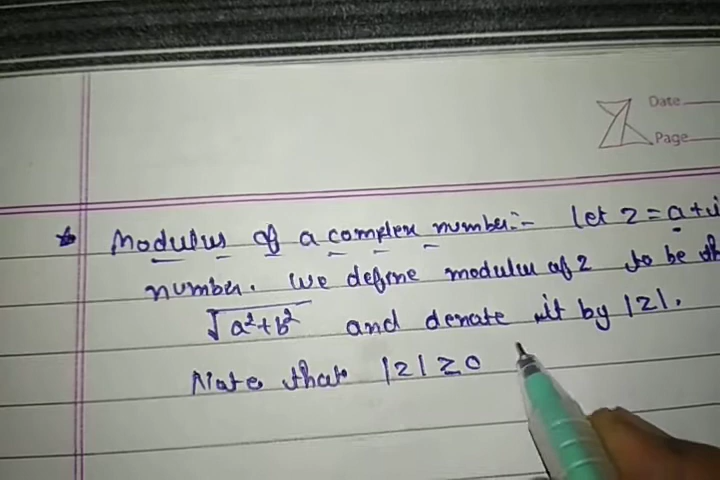 Date
Page
Modulus of a complex number:- let z = a+i
number. We define modulus of z to be th
√a²+b² and denote it by |z|.
Note that |z| ≥ 0